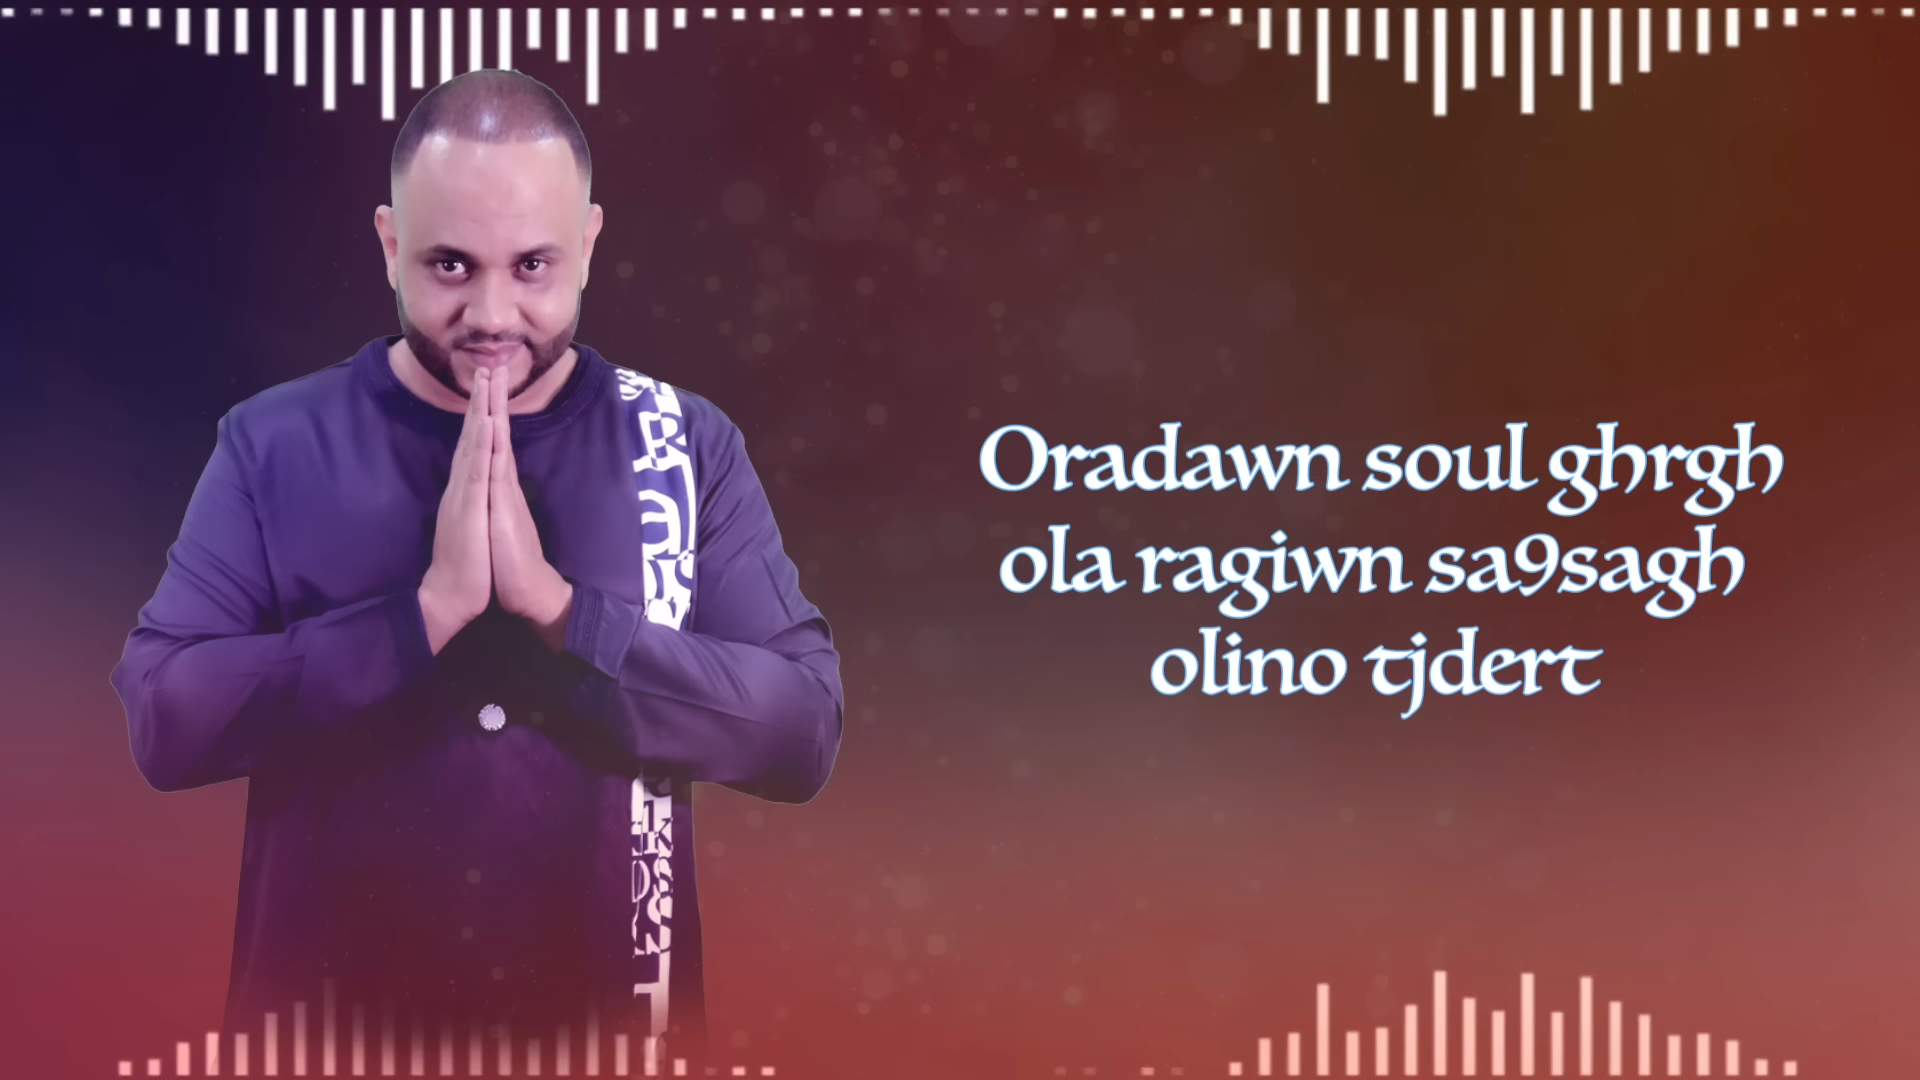 Oradawn soul ghrgh
ola ragiwn sa9sagh
olino tjdert